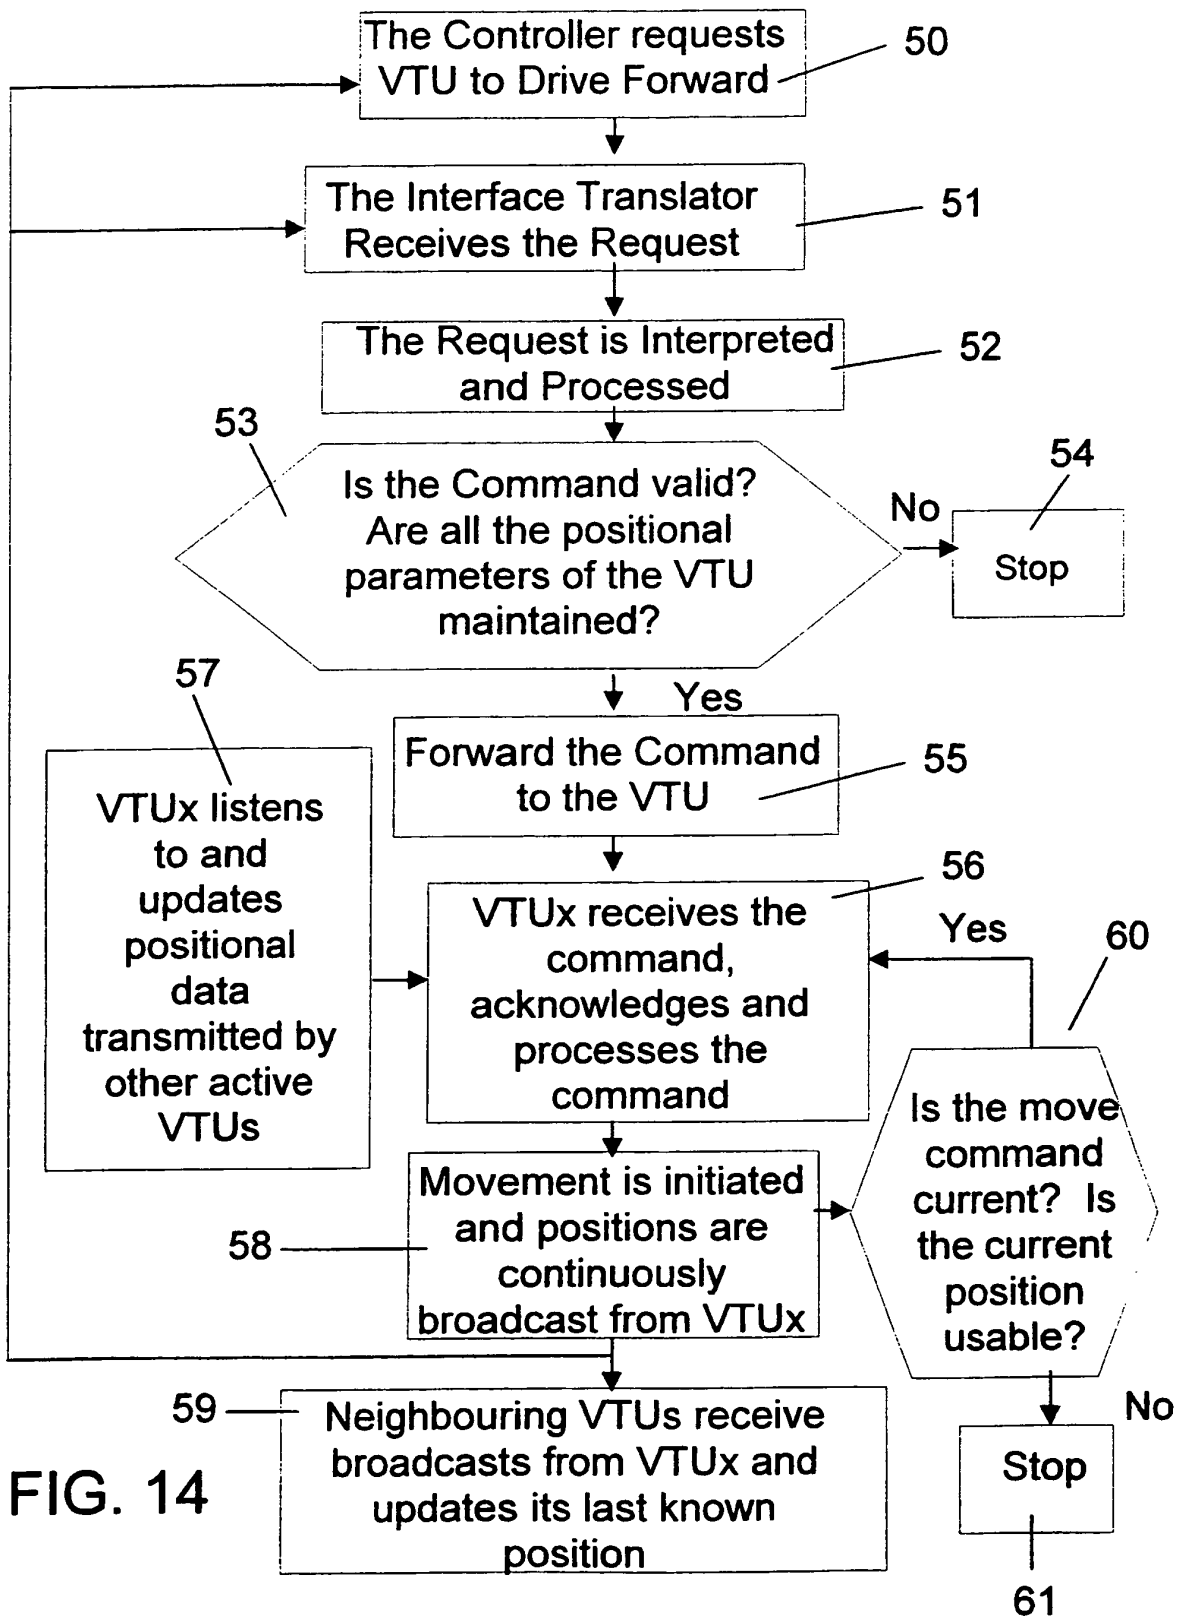 The Controller requests
VTU to Drive Forward
50
The Interface Translator
Receives the Request
51
The Request is Interpreted
and Processed
52
53
Is the Command valid?
Are all the positional
parameters of the VTU
maintained?
No
54
Stop
Yes
57
Forward the Command
to the VTU
55
VTUx listens
to and
updates
positional
data
transmitted by
other active
VTUs
56
VTUx receives the
command,
acknowledges and
processes the
command
Yes
60
Is the move
command
current? Is
the current
position
usable?
Movement is initiated
and positions are
continuously
broadcast from VTUx
58
No
59
Neighbouring VTUs receive
broadcasts from VTUx and
updates its last known
position
Stop
61
FIG. 14